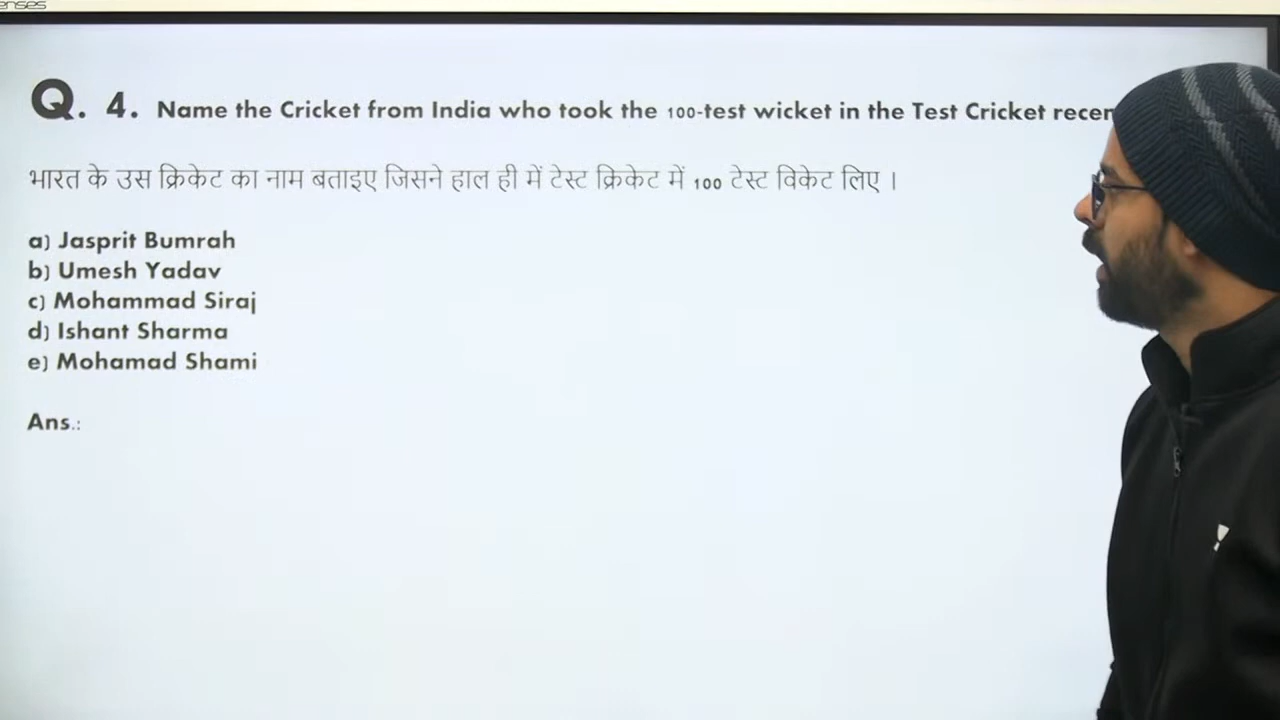 enses
Q. 4. Name the Cricket from India who took the 100-test wicket in the Test Cricket
भारत के उस क्रिकेट का नाम बताइए जिसने हाल ही में टेस्ट क्रिकेट में 100 टेस्ट विकेट लिए ।
a) Jasprit Bumrah
b) Umesh Yadav
c) Mohammad Siraj
d) Ishant Sharma
e) Mohamad Shami
Ans.: